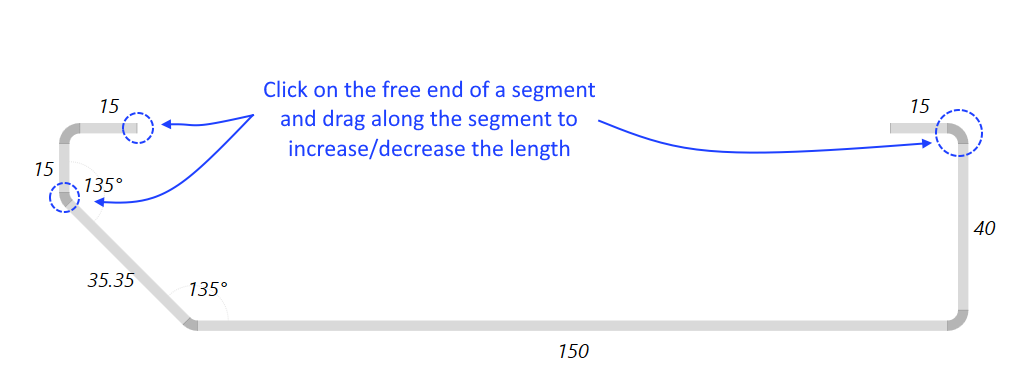 Click on the free end of a segment
and drag along the segment to
increase/decrease the length
15
15
15
135°
40
35.35
135°
150